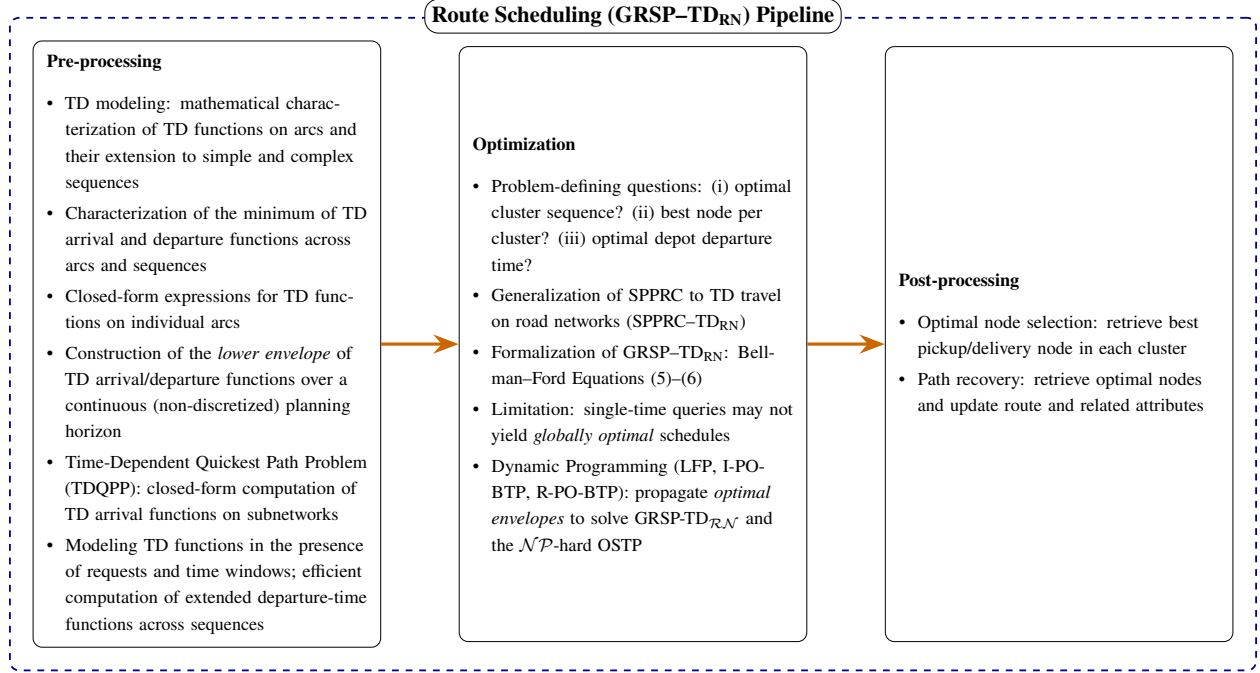 Route Scheduling (GRSP–TD_RN) Pipeline
Pre-processing
• TD modeling: mathematical charac-
terization of TD functions on arcs and
their extension to simple and complex
sequences
• Characterization of the minimum of TD
arrival and departure functions across
arcs and sequences
• Closed-form expressions for TD func-
tions on individual arcs
• Construction of the lower envelope of
TD arrival/departure functions over a
continuous (non-discretized) planning
horizon
• Time-Dependent Quickest Path Problem
(TDQPP): closed-form computation of
TD arrival functions on subnetworks
• Modeling TD functions in the presence
of requests and time windows; efficient
computation of extended departure-time
functions across sequences
Optimization
• Problem-defining questions: (i) optimal
cluster sequence? (ii) best node per
cluster? (iii) optimal depot departure
time?
• Generalization of SPPRC to TD travel
on road networks (SPPRC–TD_RN)
• Formalization of GRSP–TD_RN: Bell-
man–Ford Equations (5)–(6)
• Limitation: single-time queries may not
yield globally optimal schedules
• Dynamic Programming (LFP, I-PO-
BTP, R-PO-BTP): propagate optimal
envelopes to solve GRSP-TD_RN and
the NP-hard OSTP
Post-processing
• Optimal node selection: retrieve best
pickup/delivery node in each cluster
• Path recovery: retrieve optimal nodes
and update route and related attributes